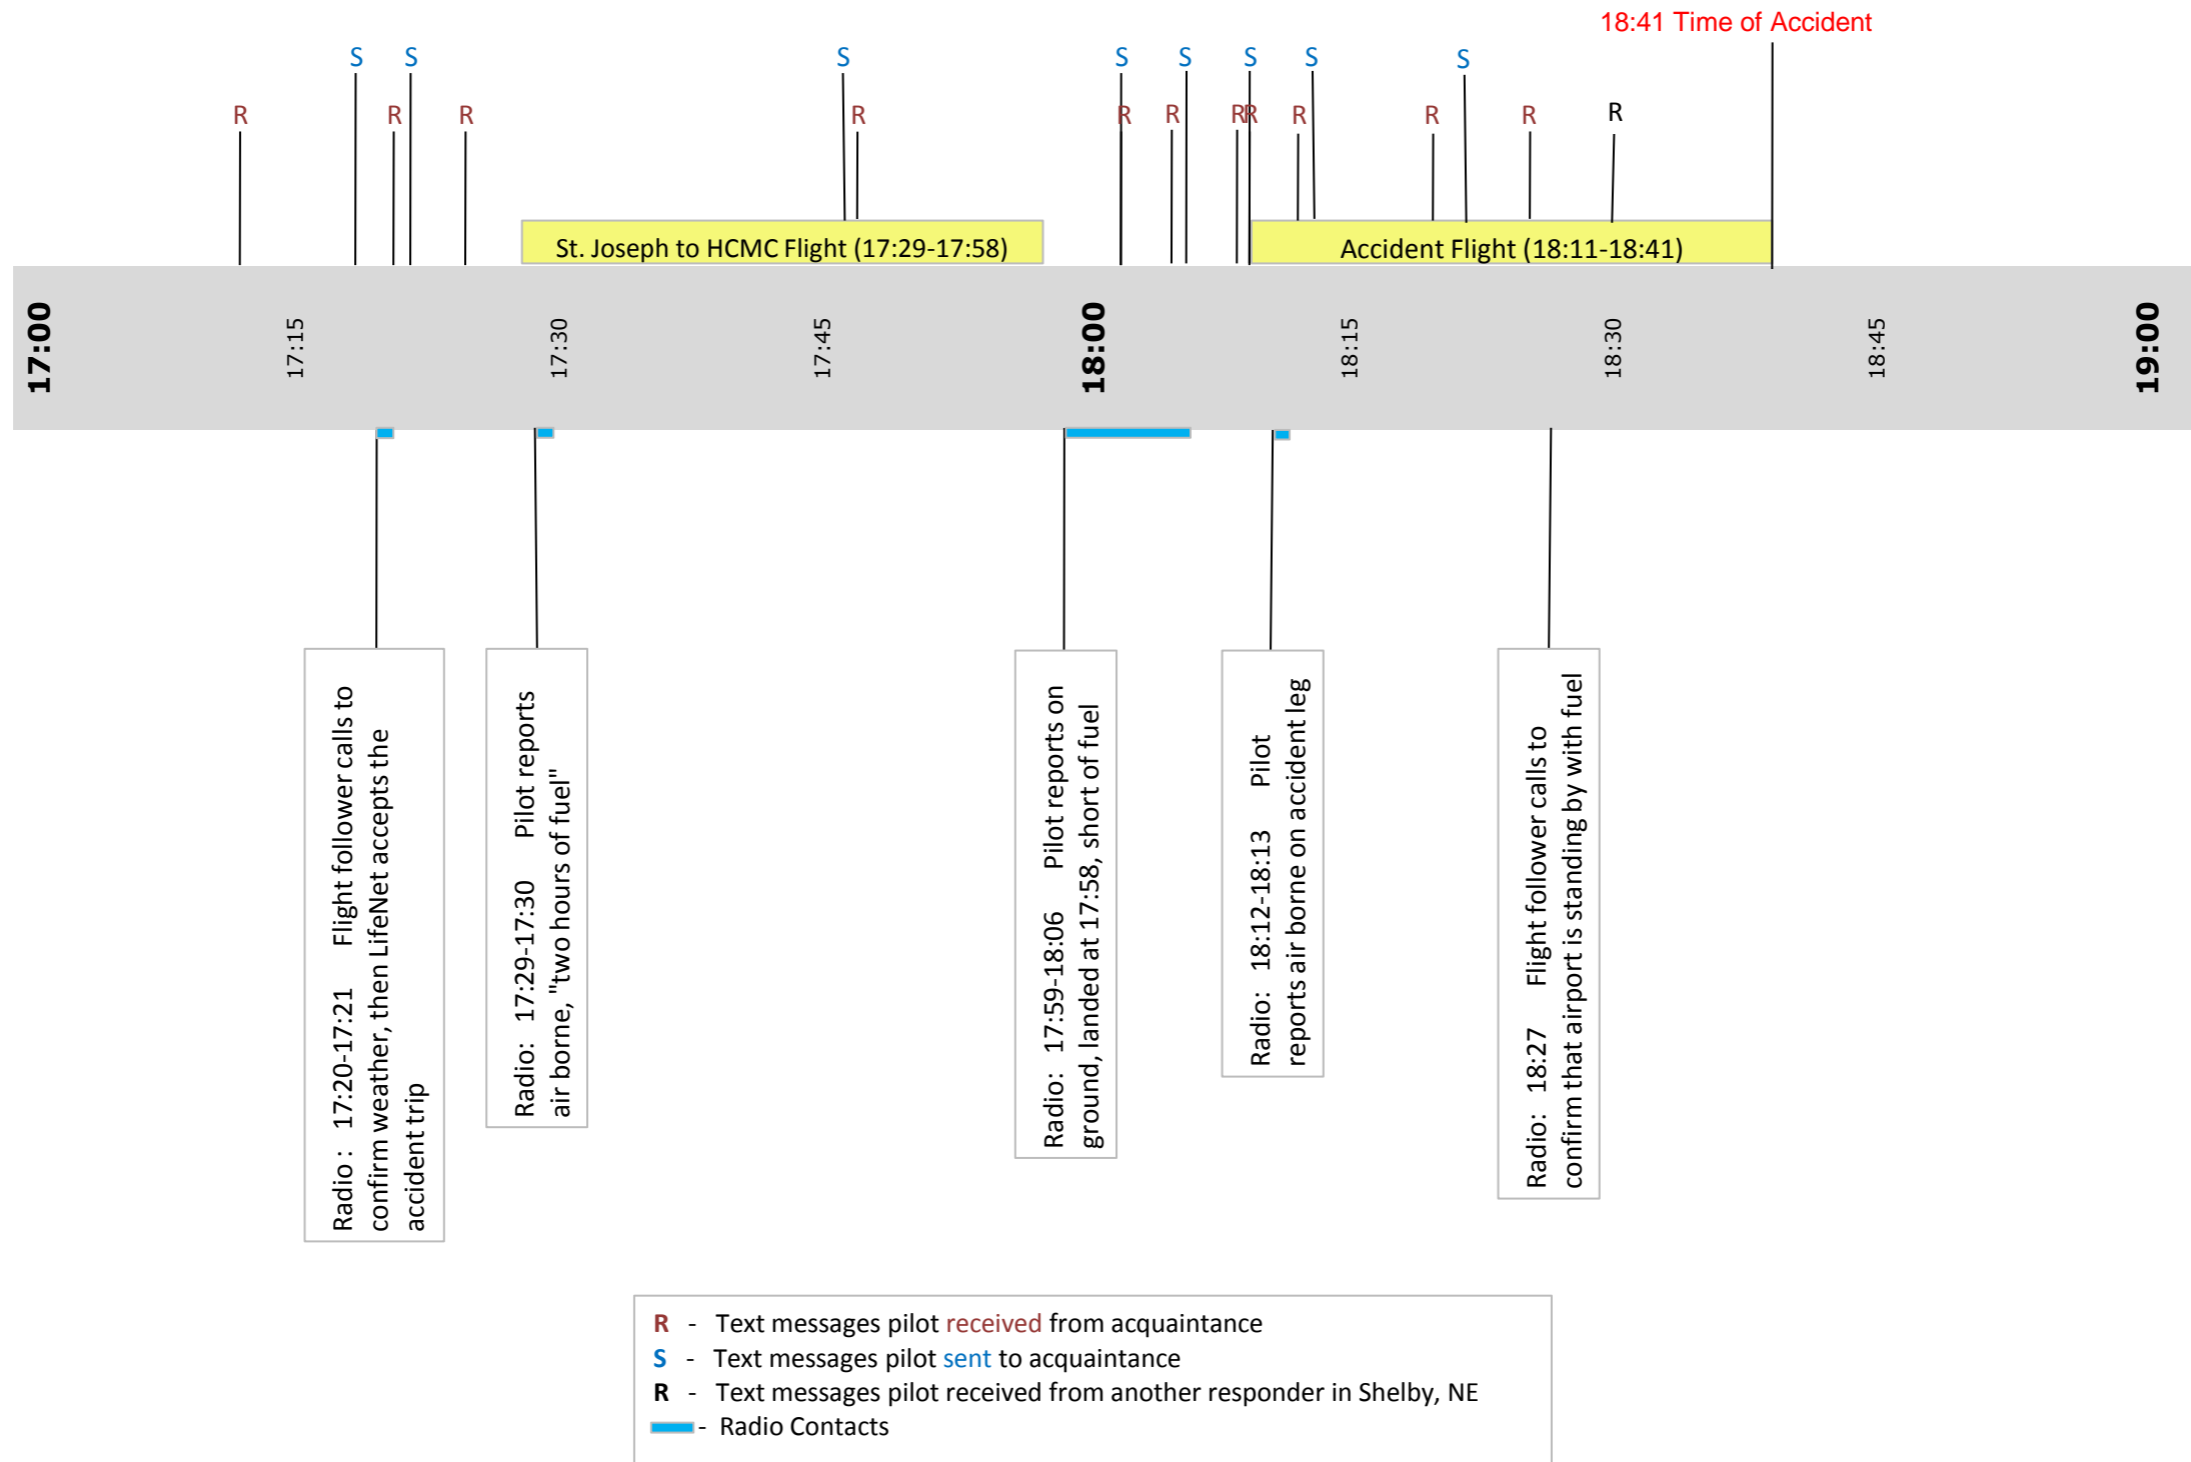 18:41 Time of Accident
S S S S S S S S
R R R R R R RR R R R R
St. Joseph to HCMC Flight (17:29-17:58)
Accident Flight (18:11-18:41)
17:00
17:15
17:30
17:45
18:00
18:15
18:30
18:45
19:00
Radio : 17:20-17:21 Flight follower calls to
confirm weather, then LifeNet accepts the
accident trip
Radio: 17:29-17:30 Pilot reports
air borne, "two hours of fuel"
Radio: 17:59-18:06 Pilot reports on
ground, landed at 17:58, short of fuel
Radio: 18:12-18:13 Pilot
reports air borne on accident leg
Radio: 18:27 Flight follower calls to
confirm that airport is standing by with fuel
R - Text messages pilot received from acquaintance
S - Text messages pilot sent to acquaintance
R - Text messages pilot received from another responder in Shelby, NE
- Radio Contacts